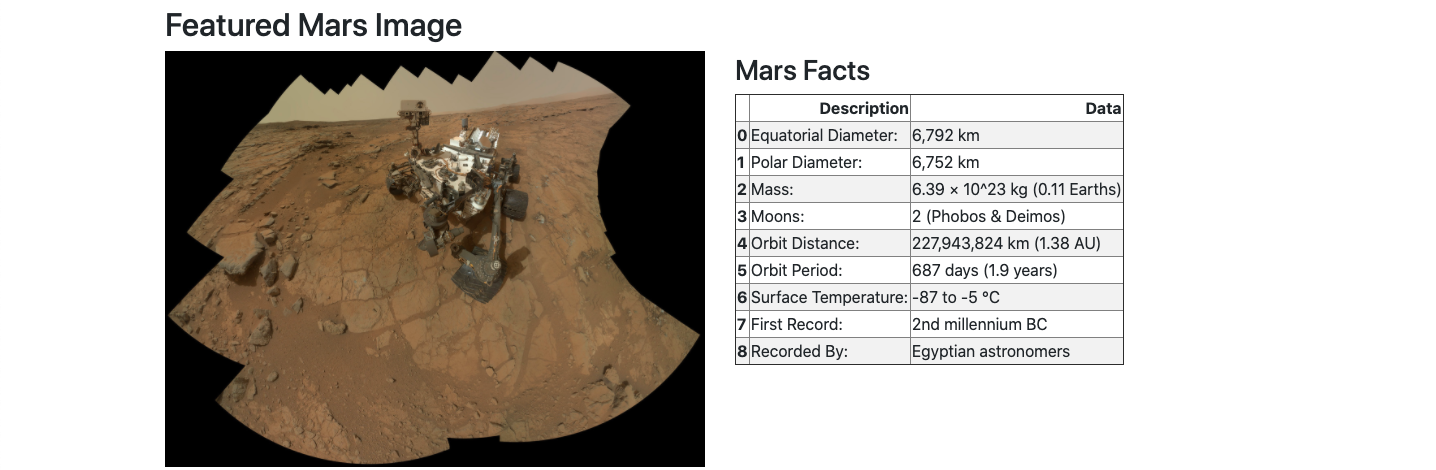 Featured Mars Image
Mars Facts
Description Data
0 Equatorial Diameter: 6,792 km
1 Polar Diameter: 6,752 km
2 Mass: 6.39 × 10^23 kg (0.11 Earths)
3 Moons: 2 (Phobos & Deimos)
4 Orbit Distance: 227,943,824 km (1.38 AU)
5 Orbit Period: 687 days (1.9 years)
6 Surface Temperature: -87 to -5 °C
7 First Record: 2nd millennium BC
8 Recorded By: Egyptian astronomers